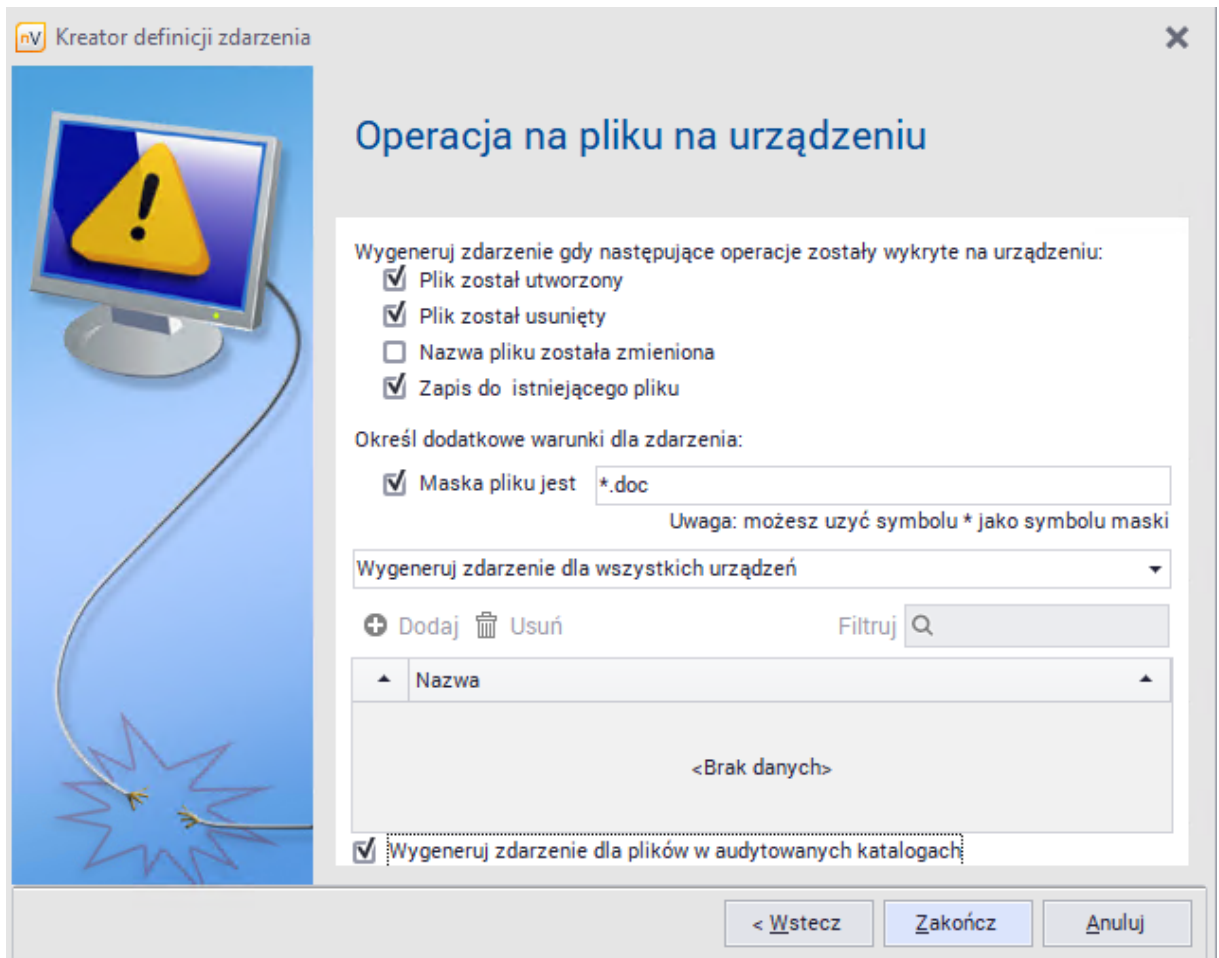 nV Kreator definicji zdarzenia
Operacja na pliku na urządzeniu
Wygeneruj zdarzenie gdy następujące operacje zostały wykryte na urządzeniu:
Plik został utworzony
Plik został usunięty
Nazwa pliku została zmieniona
Zapis do istniejącego pliku
Określ dodatkowe warunki dla zdarzenia:
Maska pliku jest *.doc
Uwaga: możesz uzyć symbolu * jako symbolu maski
Wygeneruj zdarzenie dla wszystkich urządzeń
Dodaj Usuń Filtruj
Nazwa
<Brak danych>
Wygeneruj zdarzenie dla plików w audytowanych katalogach
< Wstecz Zakończ Anuluj